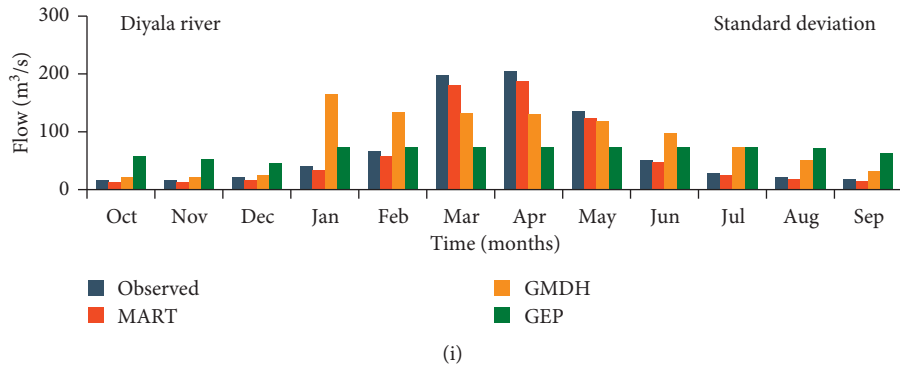 Diyala river
Standard deviation
Flow (m³/s)
300
200
100
0
Oct Nov Dec Jan Feb Mar Apr May Jun Jul Aug Sep
Time (months)
Observed
MART
GMDH
GEP
(i)